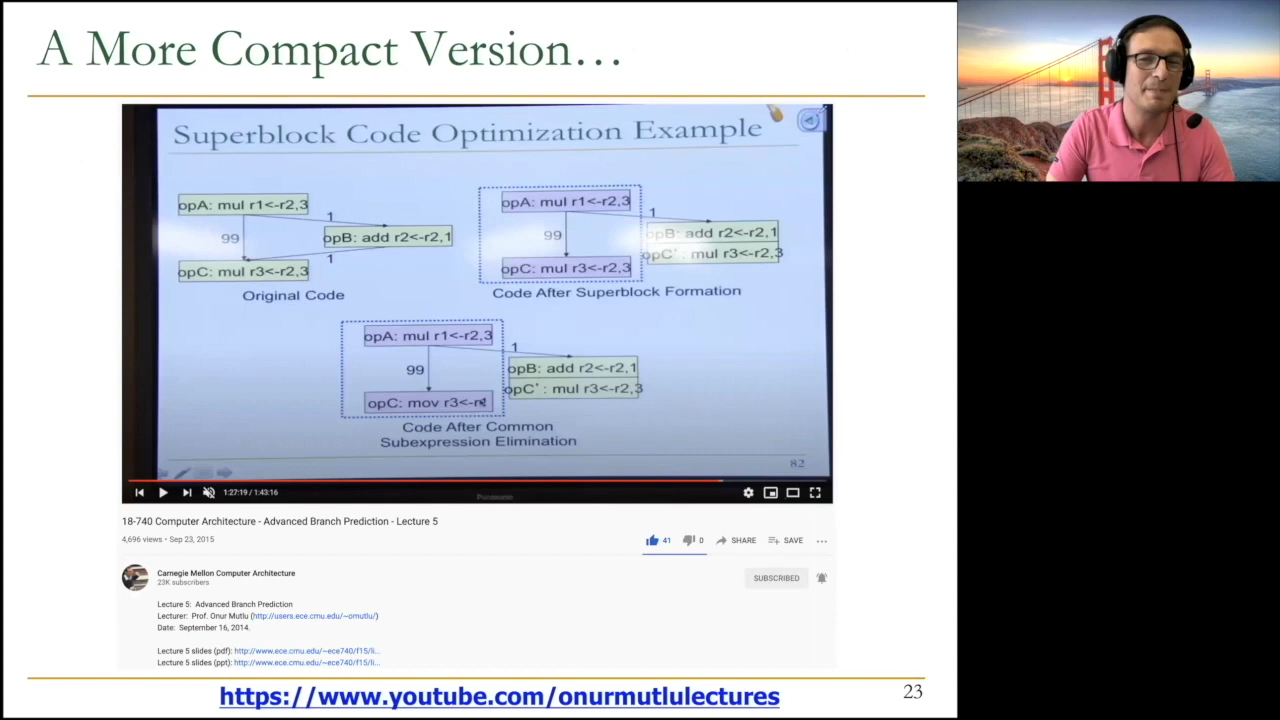 A More Compact Version…
Superblock Code Optimization Example
opA: mul r1<-r2,3
1
99
opB: add r2<-r2,1
1
opC: mul r3<-r2,3
Original Code
opA: mul r1<-r2,3
1
99
opB: add r2<-r2,1
opC': mul r3<-r2,3
opC: mul r3<-r2,3
Code After Superblock Formation
opA: mul r1<-r2,3
1
99
opB: add r2<-r2,1
opC': mul r3<-r2,3
opC: mov r3<-
Code After Common
Subexpression Elimination
82
1:27:19 / 1:43:16
Panasonic
18-740 Computer Architecture - Advanced Branch Prediction - Lecture 5
4,696 views • Sep 23, 2015
41
0
SHARE
SAVE
Carnegie Mellon Computer Architecture
23K subscribers
SUBSCRIBED
Lecture 5: Advanced Branch Prediction
Lecturer: Prof. Onur Mutlu (http://users.ece.cmu.edu/~omutlu/)
Date: September 16, 2014.
Lecture 5 slides (pdf): http://www.ece.cmu.edu/~ece740/f15/li...
Lecture 5 slides (ppt): http://www.ece.cmu.edu/~ece740/f15/li...
https://www.youtube.com/onurmutlulectures
23